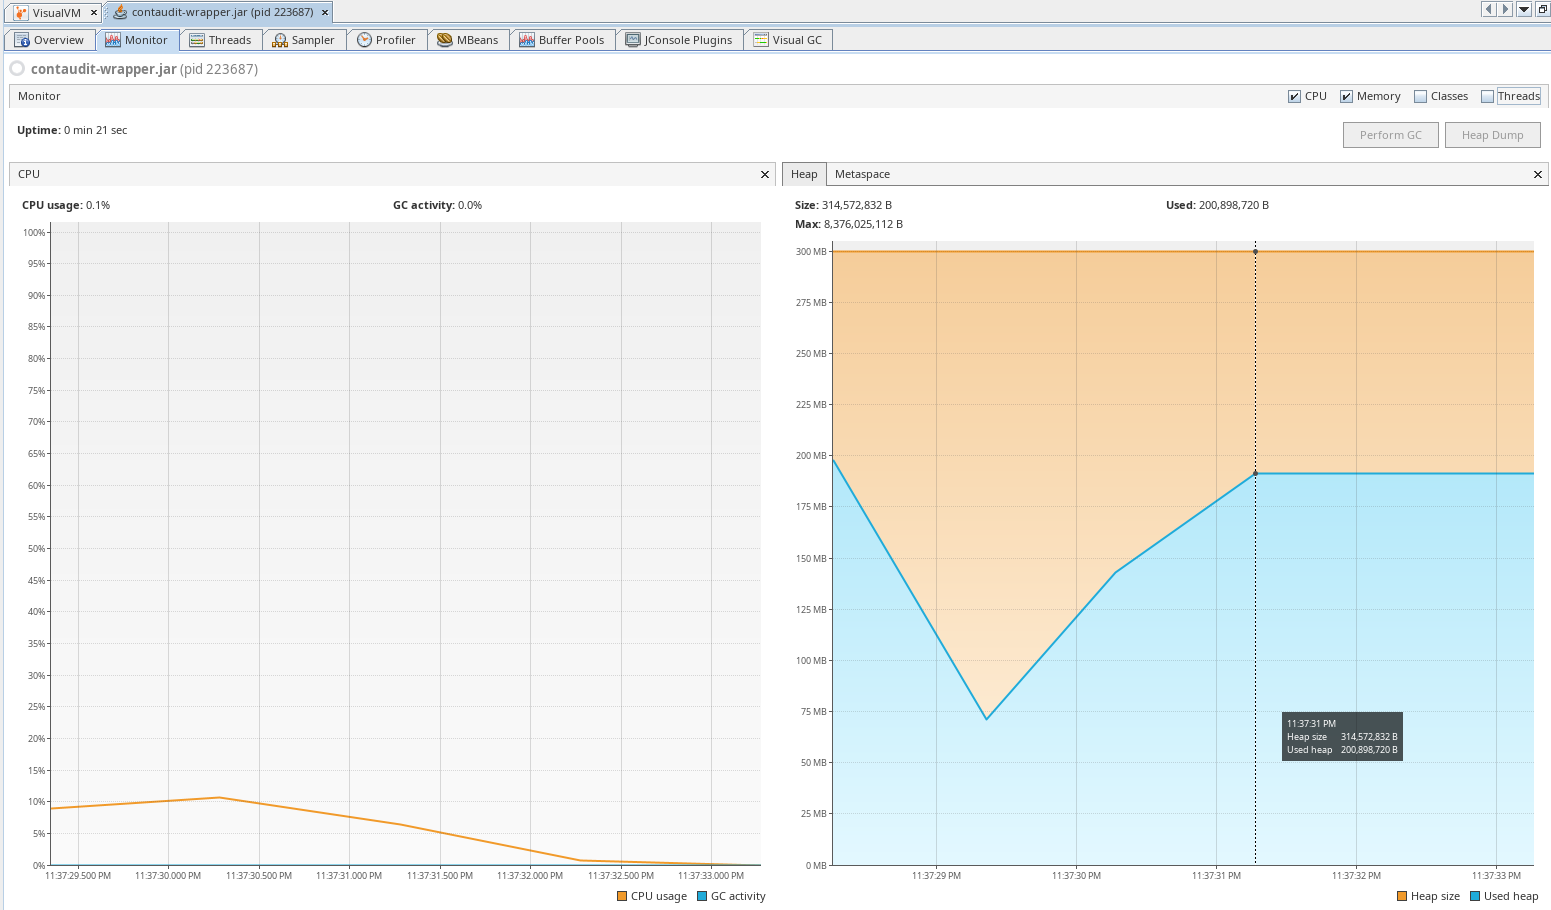 VisualVM
contaudit-wrapper.jar (pid 223687)
Overview Monitor Threads Sampler Profiler MBeans Buffer Pools JConsole Plugins Visual GC
contaudit-wrapper.jar (pid 223687)
Monitor
CPU Memory Classes Threads
Uptime: 0 min 21 sec
Perform GC Heap Dump
CPU
CPU usage: 0.1% GC activity: 0.0%
100%
95%
90%
85%
80%
75%
70%
65%
60%
55%
50%
45%
40%
35%
30%
25%
20%
15%
10%
5%
0%
11:37:29.500 PM 11:37:30.000 PM 11:37:30.500 PM 11:37:31.000 PM 11:37:31.500 PM 11:37:32.000 PM 11:37:32.500 PM 11:37:33.000 PM
CPU usage GC activity
Heap Metaspace
Size: 314,572,832 B Used: 200,898,720 B
Max: 8,376,025,112 B
300 MB
275 MB
250 MB
225 MB
200 MB
175 MB
150 MB
125 MB
100 MB
75 MB
50 MB
25 MB
0 MB
11:37:31 PM
Heap size 314,572,832 B
Used heap 200,898,720 B
11:37:29 PM 11:37:30 PM 11:37:31 PM 11:37:32 PM 11:37:33 PM
Heap size Used heap